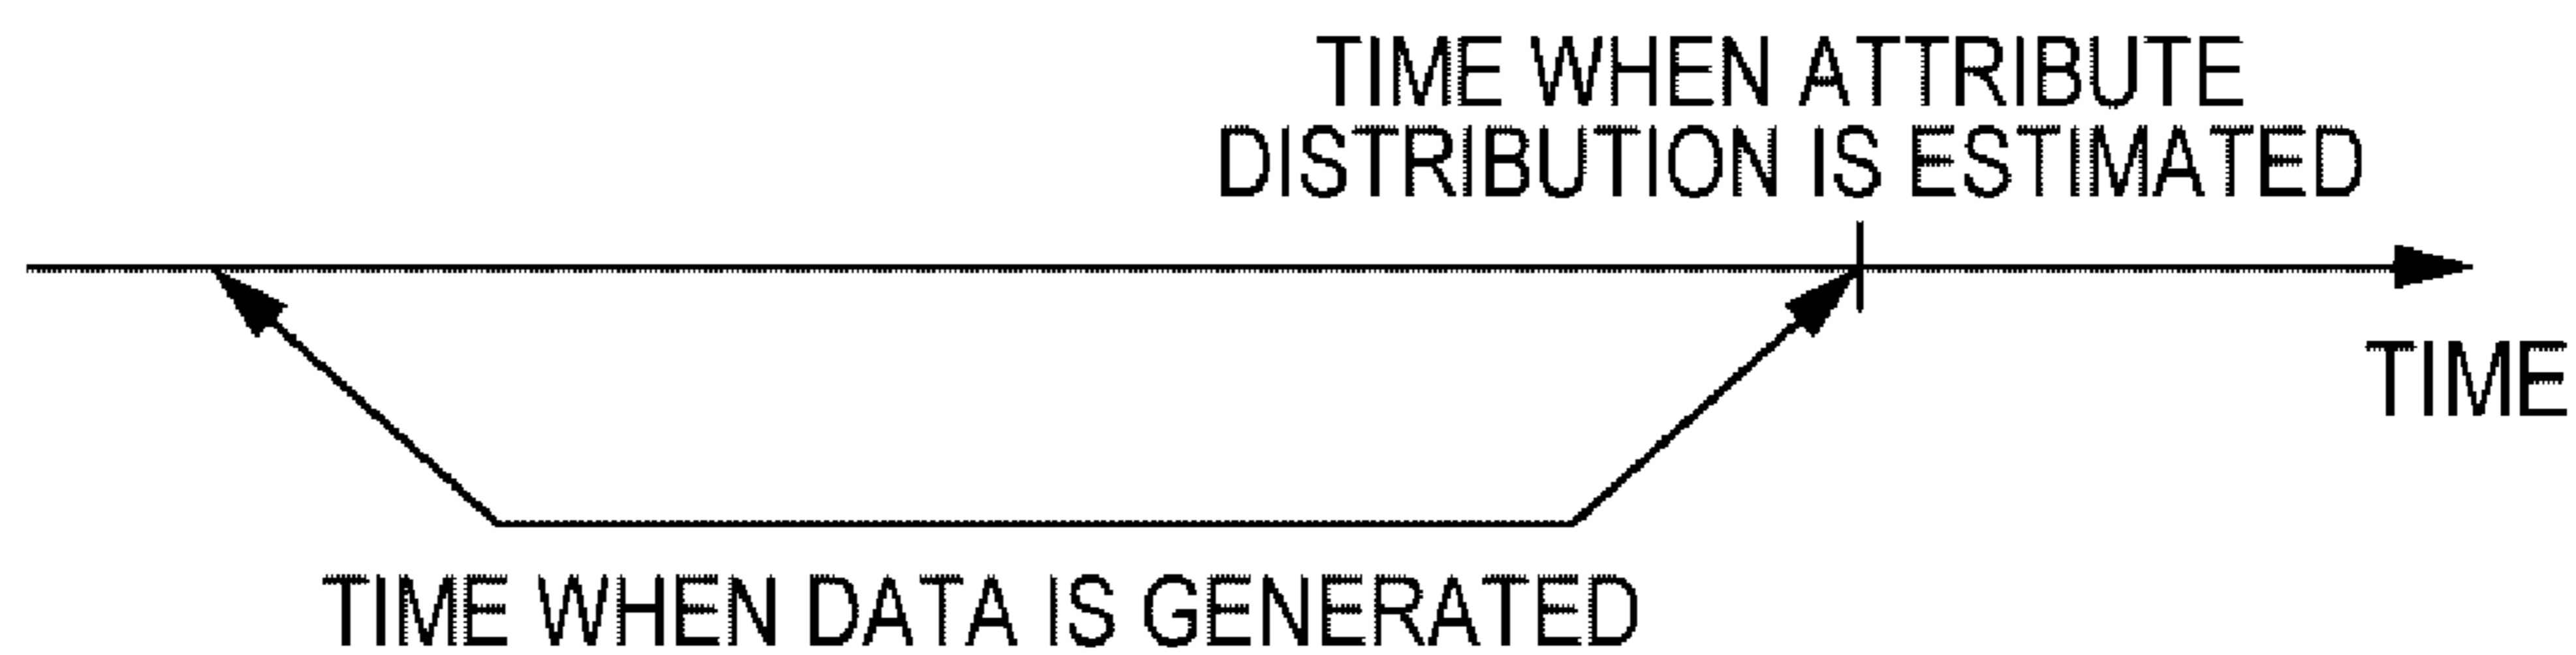 TIME WHEN ATTRIBUTE
DISTRIBUTION IS ESTIMATED
TIME
TIME WHEN DATA IS GENERATED